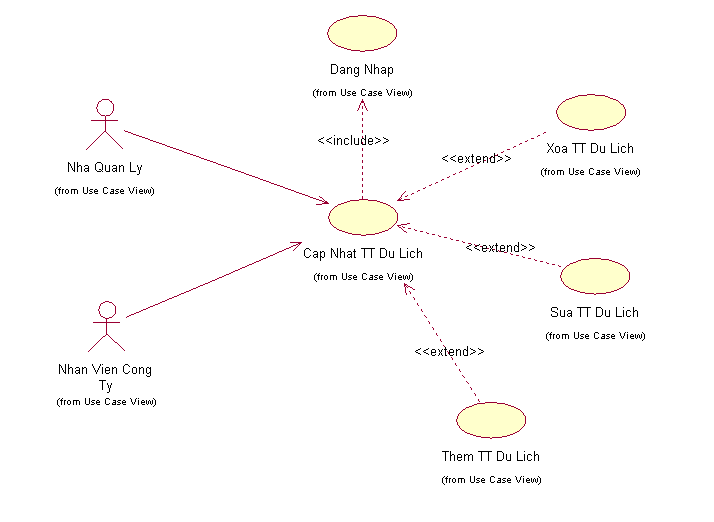 Dang Nhap
(from Use Case View)
<<include>>
Xoa TT Du Lich
(from Use Case View)
<<extend>>
Nha Quan Ly
(from Use Case View)
Cap Nhat TT Du Lich
(from Use Case View)
<<extend>>
Sua TT Du Lich
(from Use Case View)
<<extend>>
Nhan Vien Cong
Ty
(from Use Case View)
Them TT Du Lich
(from Use Case View)